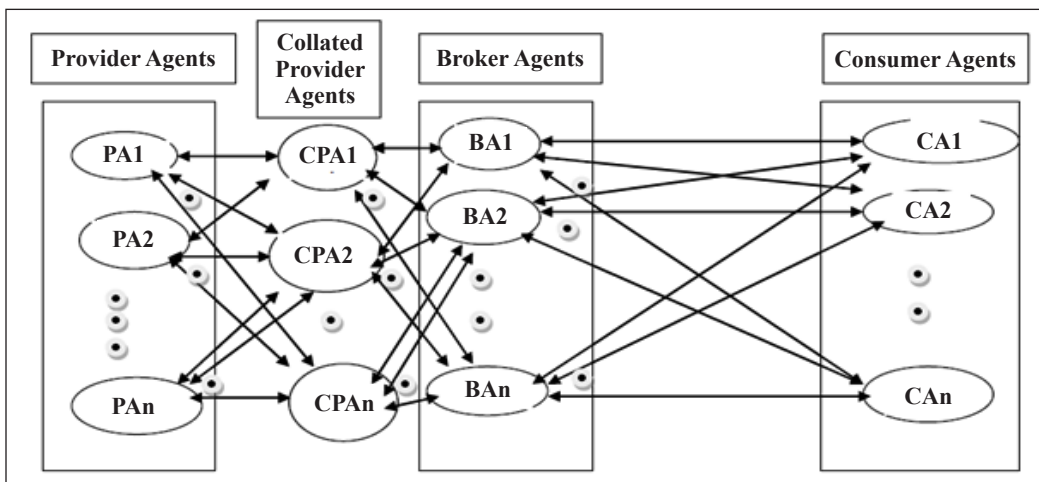 Provider Agents
Collated
Provider
Agents
Broker Agents
Consumer Agents
PA1
CPA1
BA1
CA1
PA2
CPA2
BA2
CA2
PAn
CPAn
BAn
CAn